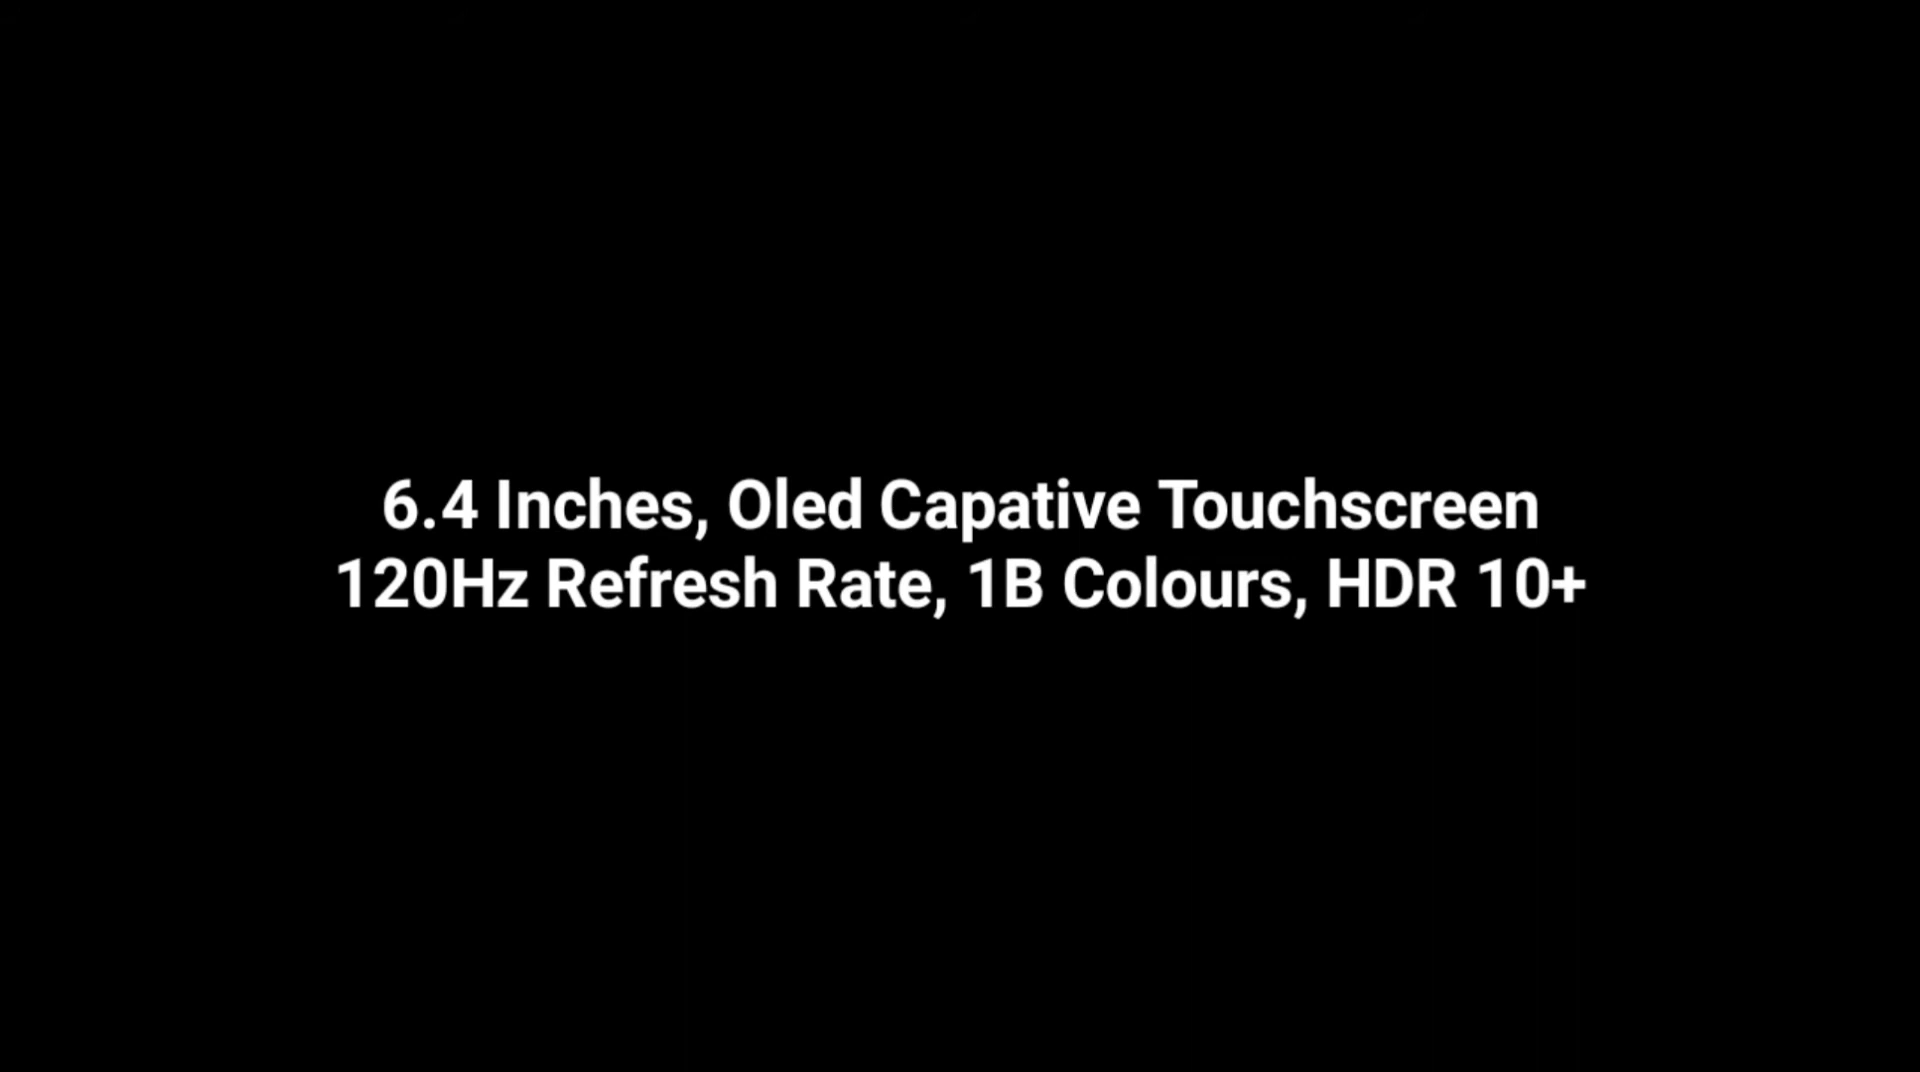 6.4 Inches, Oled Capative Touchscreen
120Hz Refresh Rate, 1B Colours, HDR 10+